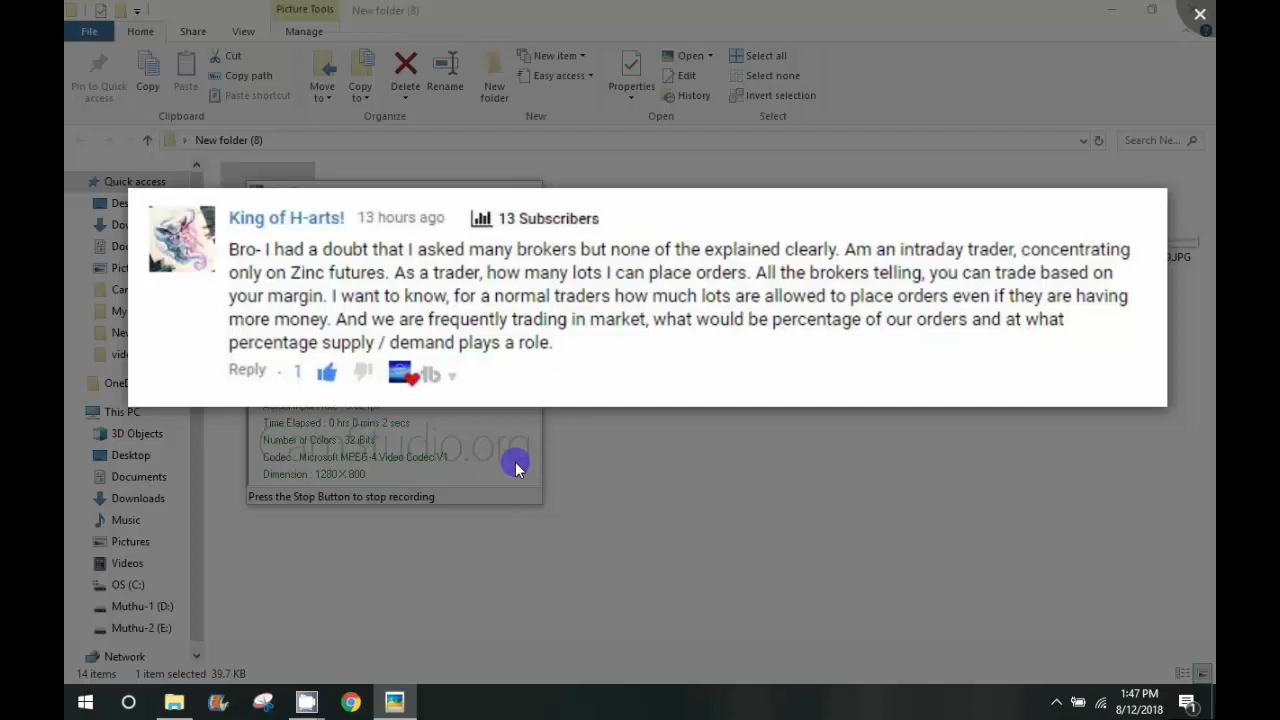 Picture Tools
New folder (8)
File
Home
Share
View
Manage
Pin to Quick access
Copy
Paste
Cut
Copy path
Paste shortcut
Clipboard
Move to
Copy to
Delete
Rename
Organize
New folder
New item
Easy access
New
Properties
Open
Edit
History
Open
Select all
Select none
Invert selection
Select
New folder (8)
Search Ne...
Quick access
King of H-arts! 13 hours ago 13 Subscribers
Bro- I had a doubt that I asked many brokers but none of the explained clearly. Am an intraday trader, concentrating
only on Zinc futures. As a trader, how many lots I can place orders. All the brokers telling, you can trade based on
your margin. I want to know, for a normal traders how much lots are allowed to place orders even if they are having
more money. And we are frequently trading in market, what would be percentage of our orders and at what
percentage supply / demand plays a role.
Reply · 1
.JPG
This PC
3D Objects
Desktop
Documents
Downloads
Music
Pictures
Videos
OS (C:)
Muthu-1 (D:)
Muthu-2 (E:)
Network
Time Elapsed : 0 hrs 0 mins 2 secs
Number of Colors : 32 Bits
Codec : Microsoft MPEG-4 Video Codec V1
Dimension : 1280 X 800
CamStudio.org
Press the Stop Button to stop recording
14 items 1 item selected 39.7 KB
1:47 PM
8/12/2018